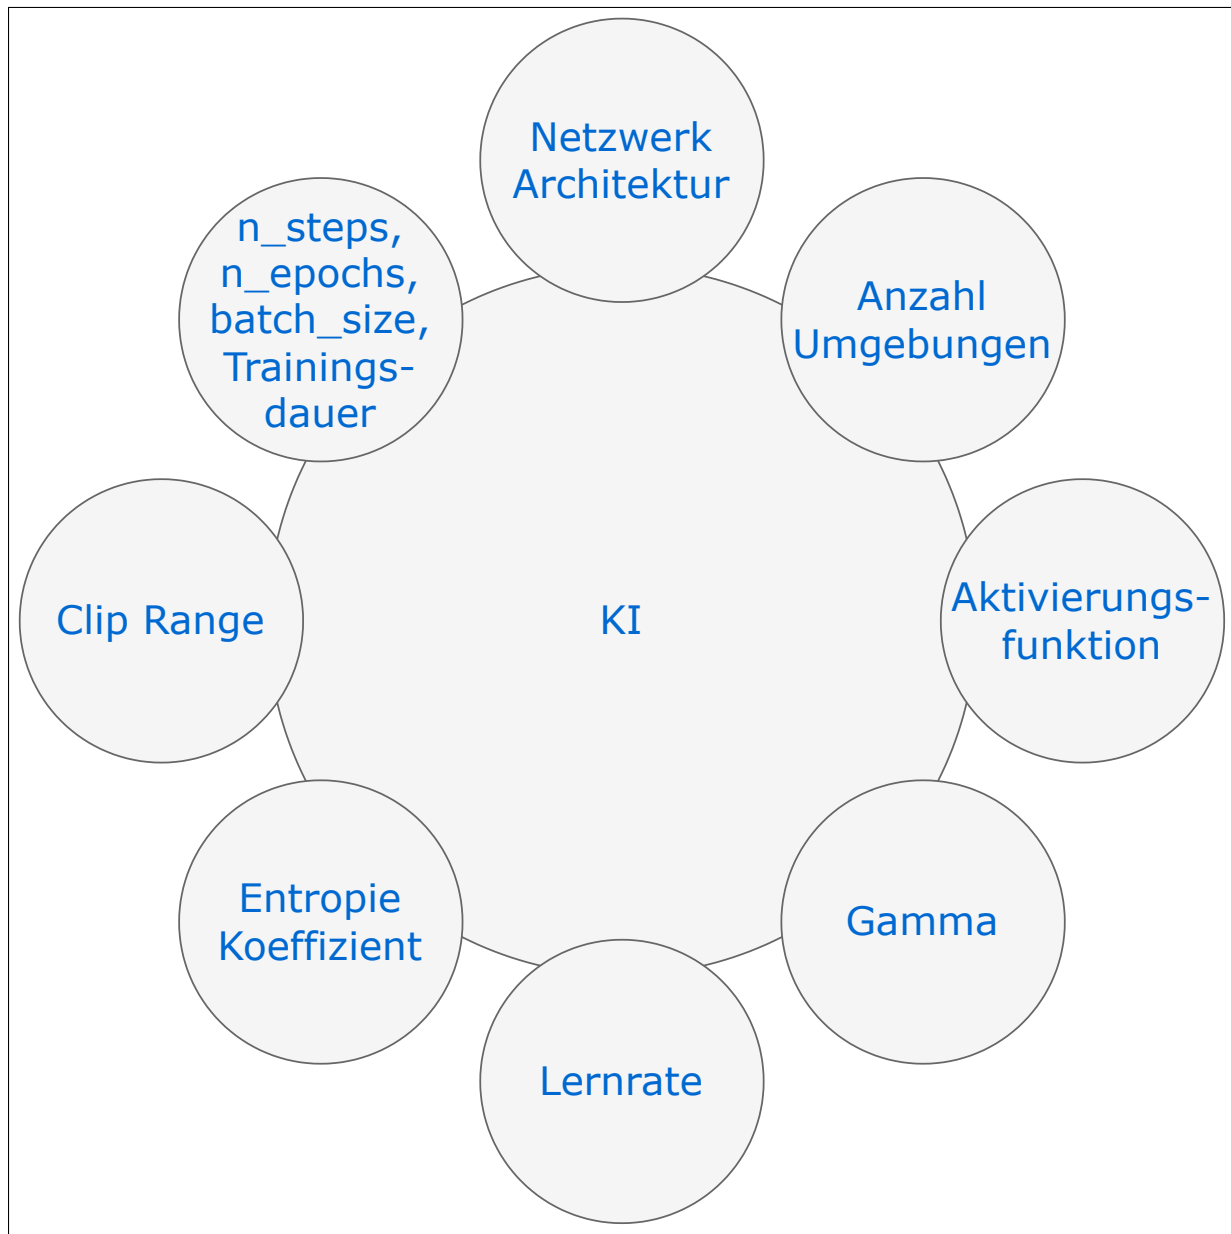 Netzwerk
Architektur
n_steps,
n_epochs,
batch_size,
Trainings-
dauer
Anzahl
Umgebungen
Clip Range
KI
Aktivierungs-
funktion
Entropie
Koeffizient
Gamma
Lernrate